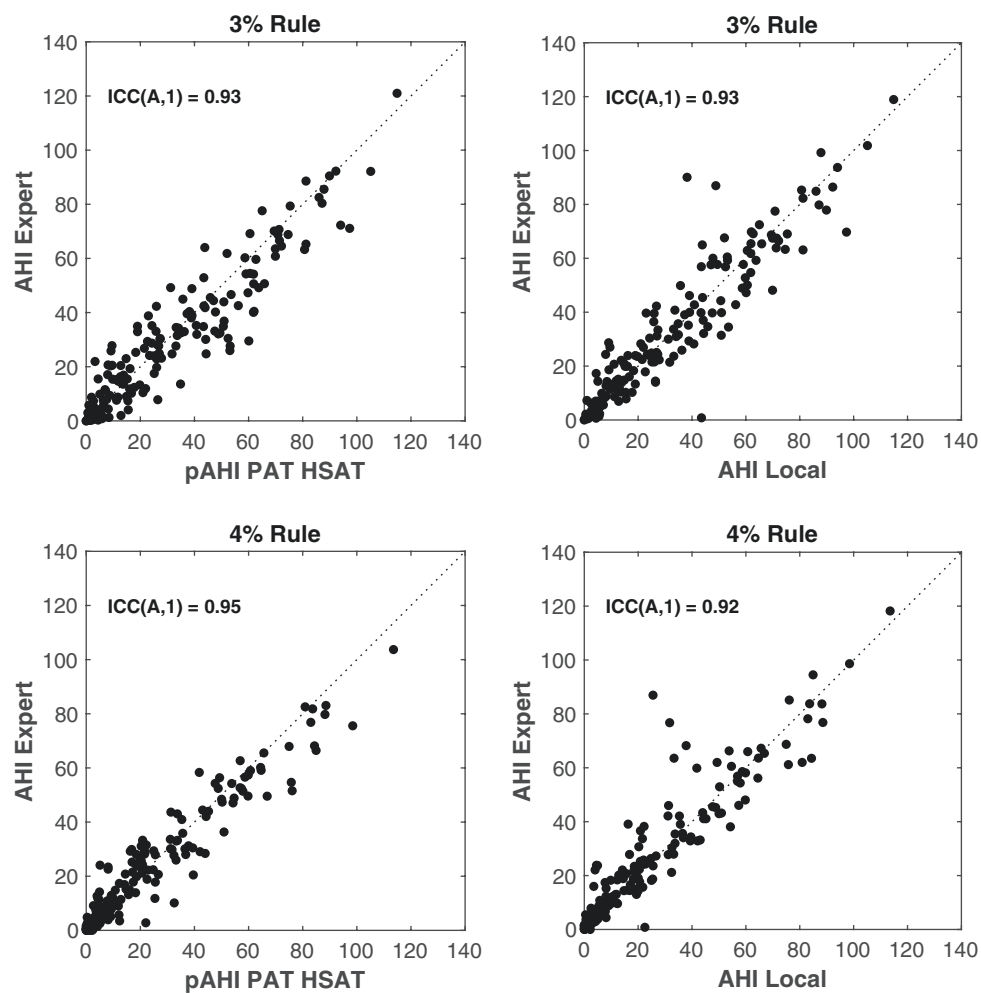 3% Rule
140
120
100
80
60
40
20
0
ICC(A,1) = 0.93
AHI Expert
0 20 40 60 80 100 120 140
pAHI PAT HSAT
3% Rule
140
120
100
80
60
40
20
0
ICC(A,1) = 0.93
AHI Expert
0 20 40 60 80 100 120 140
AHI Local
4% Rule
140
120
100
80
60
40
20
0
ICC(A,1) = 0.95
AHI Expert
0 20 40 60 80 100 120 140
pAHI PAT HSAT
4% Rule
140
120
100
80
60
40
20
0
ICC(A,1) = 0.92
AHI Expert
0 20 40 60 80 100 120 140
AHI Local